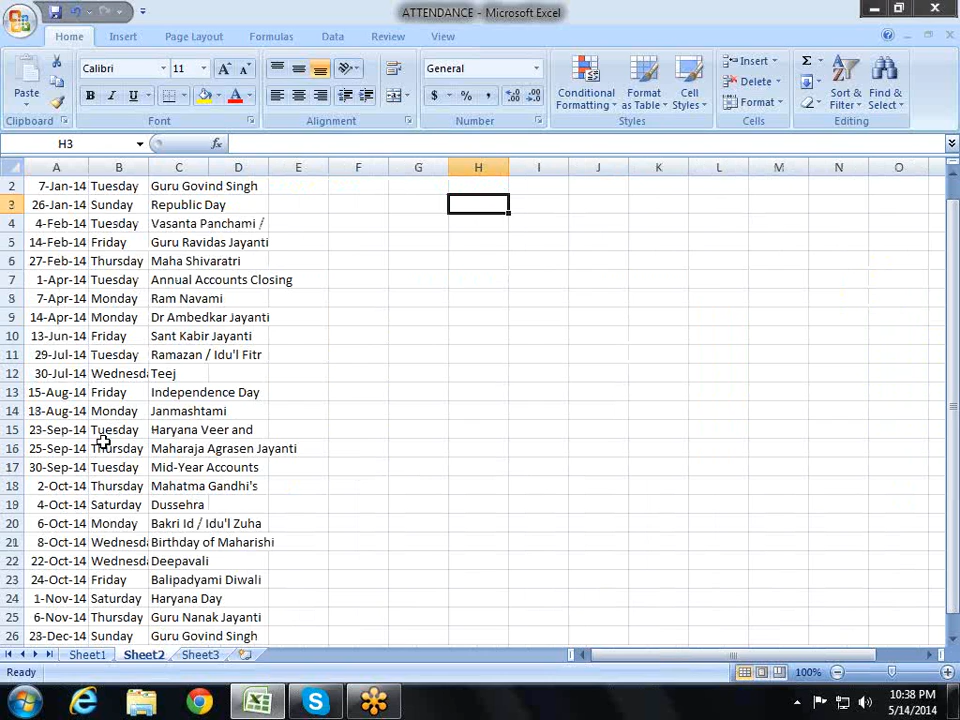 ATTENDANCE - Microsoft Excel
Home Insert Page Layout Formulas Data Review View
Paste
Calibri 11 A A
B I U A
General
$ % , .0 .00 .00 .0
Conditional Formatting
Format as Table
Cell Styles
Insert
Delete
Format
Σ
Sort & Filter
Find & Select
Clipboard Font Alignment Number Styles Cells Editing
H3 fx
A B C D E F G H I J K L M N O
2 7-Jan-14 Tuesday Guru Govind Singh
3 26-Jan-14 Sunday Republic Day
4 4-Feb-14 Tuesday Vasanta Panchami /
5 14-Feb-14 Friday Guru Ravidas Jayanti
6 27-Feb-14 Thursday Maha Shivaratri
7 1-Apr-14 Tuesday Annual Accounts Closing
8 7-Apr-14 Monday Ram Navami
9 14-Apr-14 Monday Dr Ambedkar Jayanti
10 13-Jun-14 Friday Sant Kabir Jayanti
11 29-Jul-14 Tuesday Ramazan / Idu'l Fitr
12 30-Jul-14 Wednesda Teej
13 15-Aug-14 Friday Independence Day
14 18-Aug-14 Monday Janmashtami
15 23-Sep-14 Tuesday Haryana Veer and
16 25-Sep-14 Thursday Maharaja Agrasen Jayanti
17 30-Sep-14 Tuesday Mid-Year Accounts
18 2-Oct-14 Thursday Mahatma Gandhi's
19 4-Oct-14 Saturday Dussehra
20 6-Oct-14 Monday Bakri Id / Idu'l Zuha
21 8-Oct-14 Wednesda Birthday of Maharishi
22 22-Oct-14 Wednesda Deepavali
23 24-Oct-14 Friday Balipadyami Diwali
24 1-Nov-14 Saturday Haryana Day
25 6-Nov-14 Thursday Guru Nanak Jayanti
26 23-Dec-14 Sunday Guru Govind Singh
Sheet1 Sheet2 Sheet3
Ready 100%
10:38 PM
5/14/2014